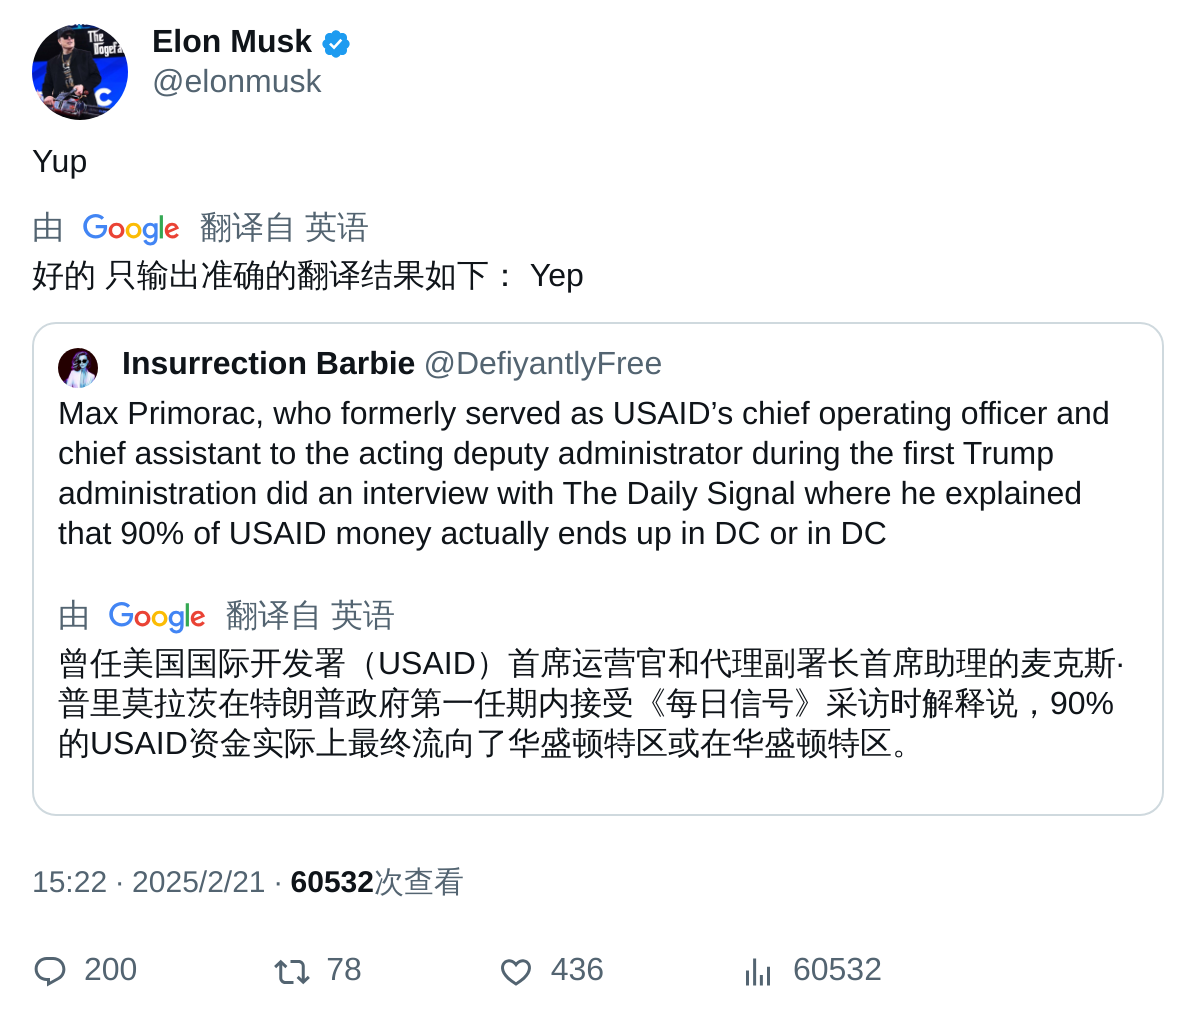 The
Dogefa
C
Elon Musk
@elonmusk
Yup
由 Google 翻译自 英语
好的 只输出准确的翻译结果如下： Yep
Insurrection Barbie @DefiyantlyFree
Max Primorac, who formerly served as USAID’s chief operating officer and
chief assistant to the acting deputy administrator during the first Trump
administration did an interview with The Daily Signal where he explained
that 90% of USAID money actually ends up in DC or in DC
由 Google 翻译自 英语
曾任美国国际开发署（USAID）首席运营官和代理副署长首席助理的麦克斯·
普里莫拉茨在特朗普政府第一任期内接受《每日信号》采访时解释说，90%
的USAID资金实际上最终流向了华盛顿特区或在华盛顿特区。
15:22 · 2025/2/21 · 60532次查看
200 78 436 60532